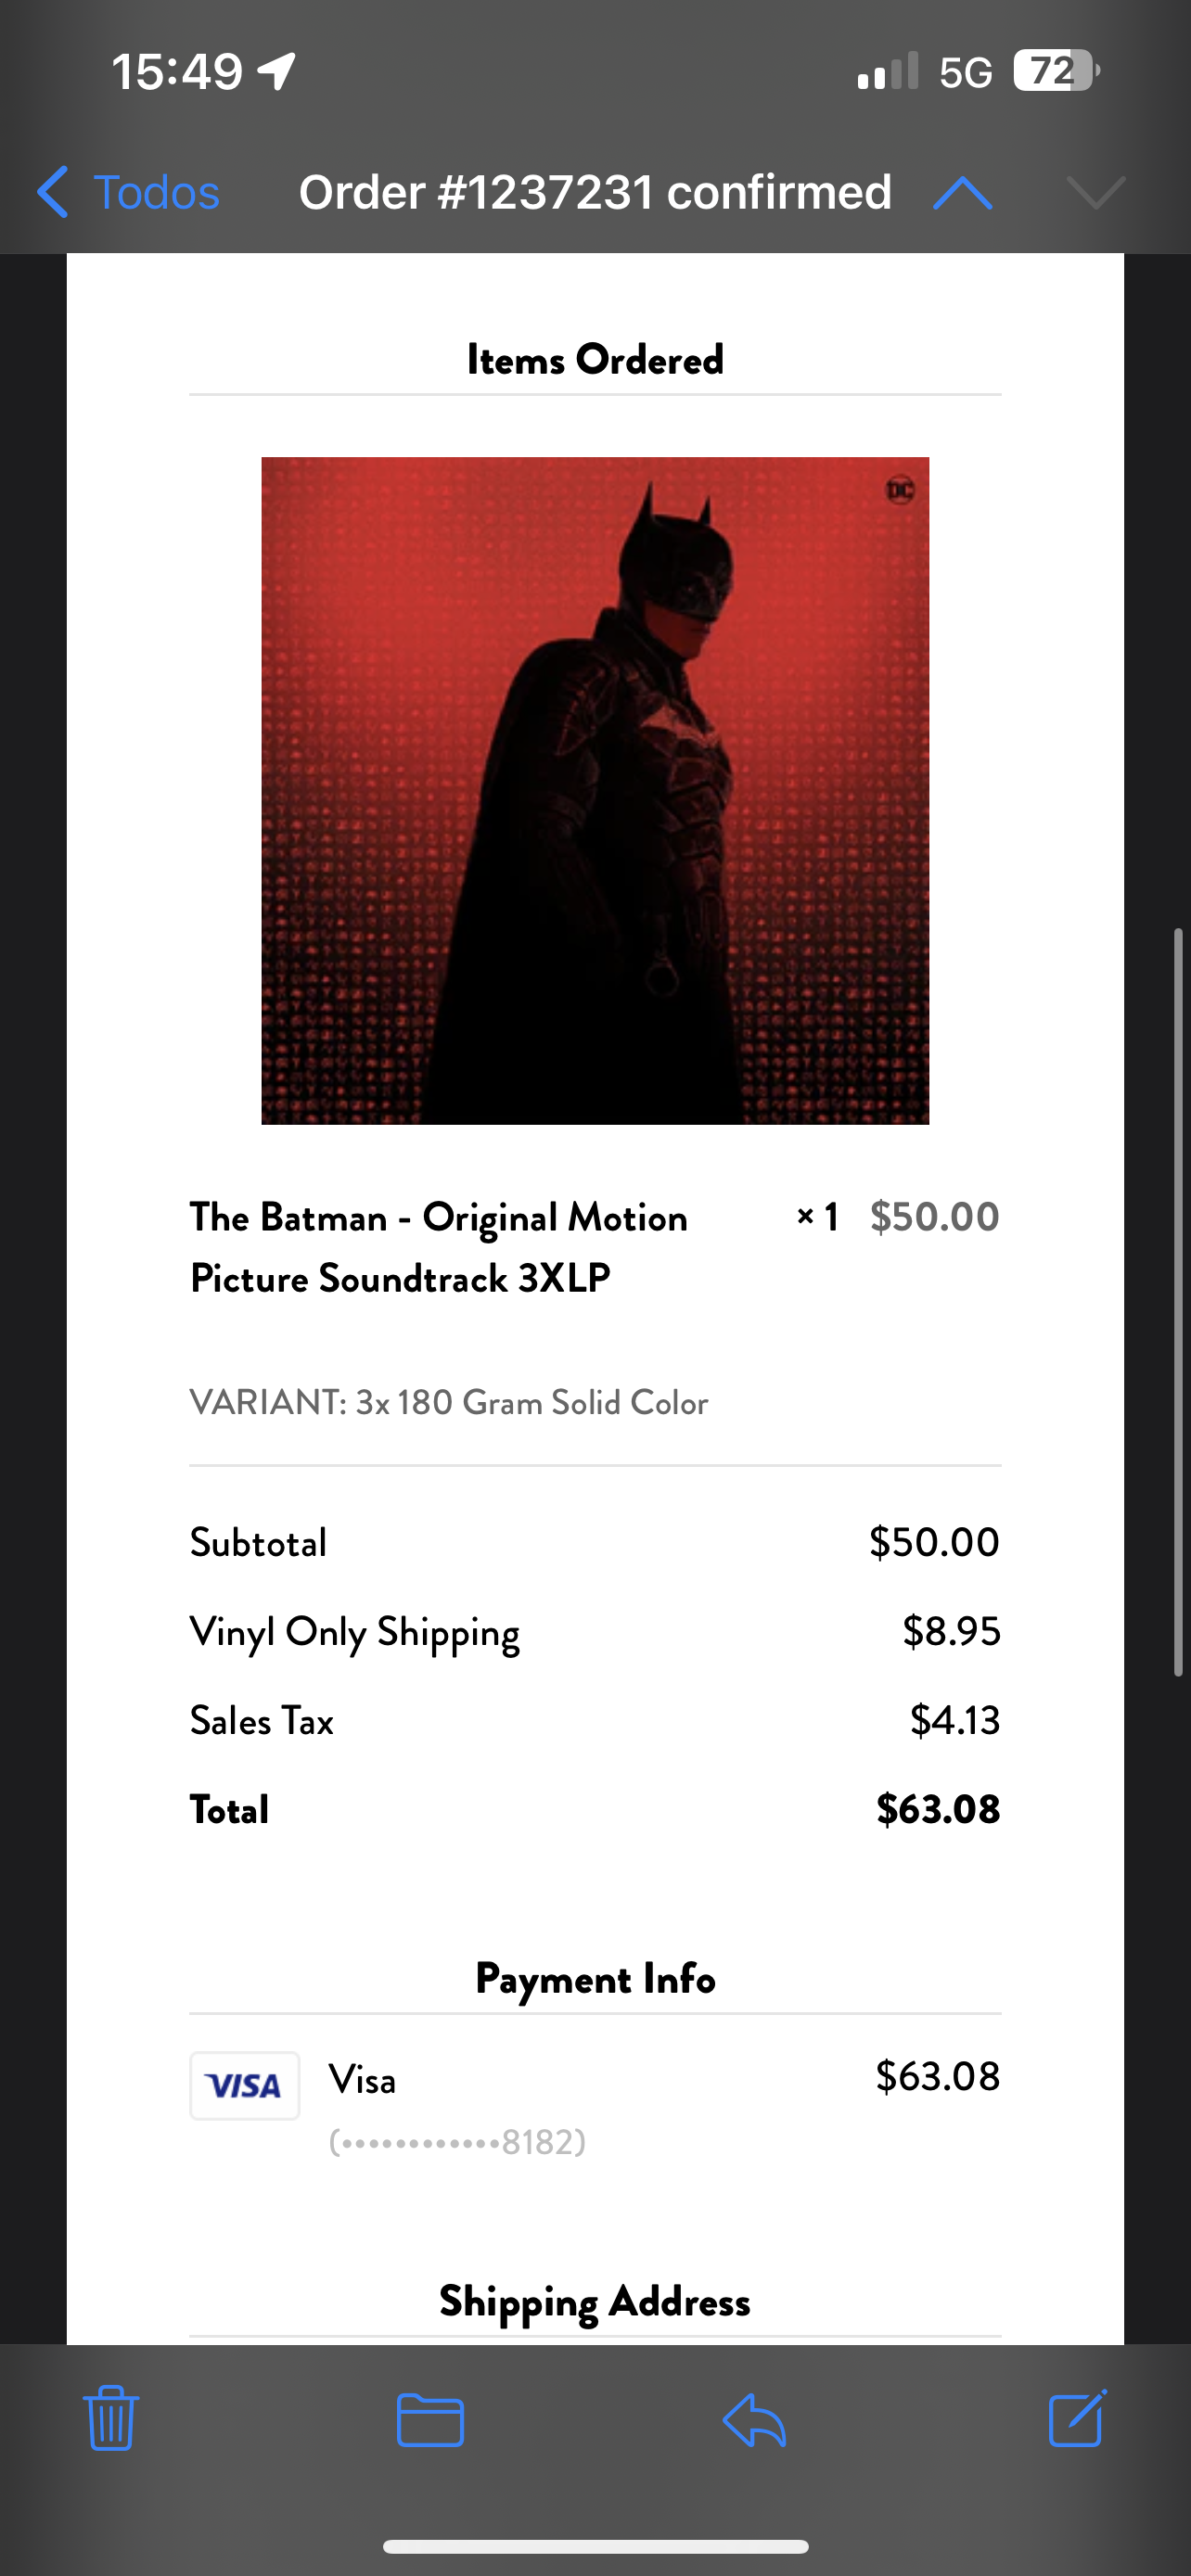 15:49 5G 72
Todos Order #1237231 confirmed
Items Ordered
DC
The Batman - Original Motion × 1 $50.00
Picture Soundtrack 3XLP
VARIANT: 3x 180 Gram Solid Color
Subtotal $50.00
Vinyl Only Shipping $8.95
Sales Tax $4.13
Total $63.08
Payment Info
VISA Visa $63.08
(••••••••••••8182)
Shipping Address